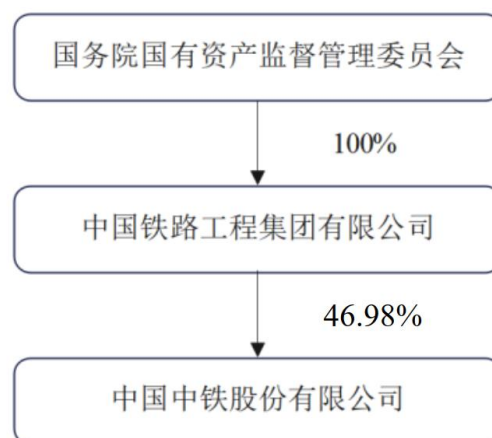 国务院国有资产监督管理委员会
100%
中国铁路工程集团有限公司
46.98%
中国中铁股份有限公司